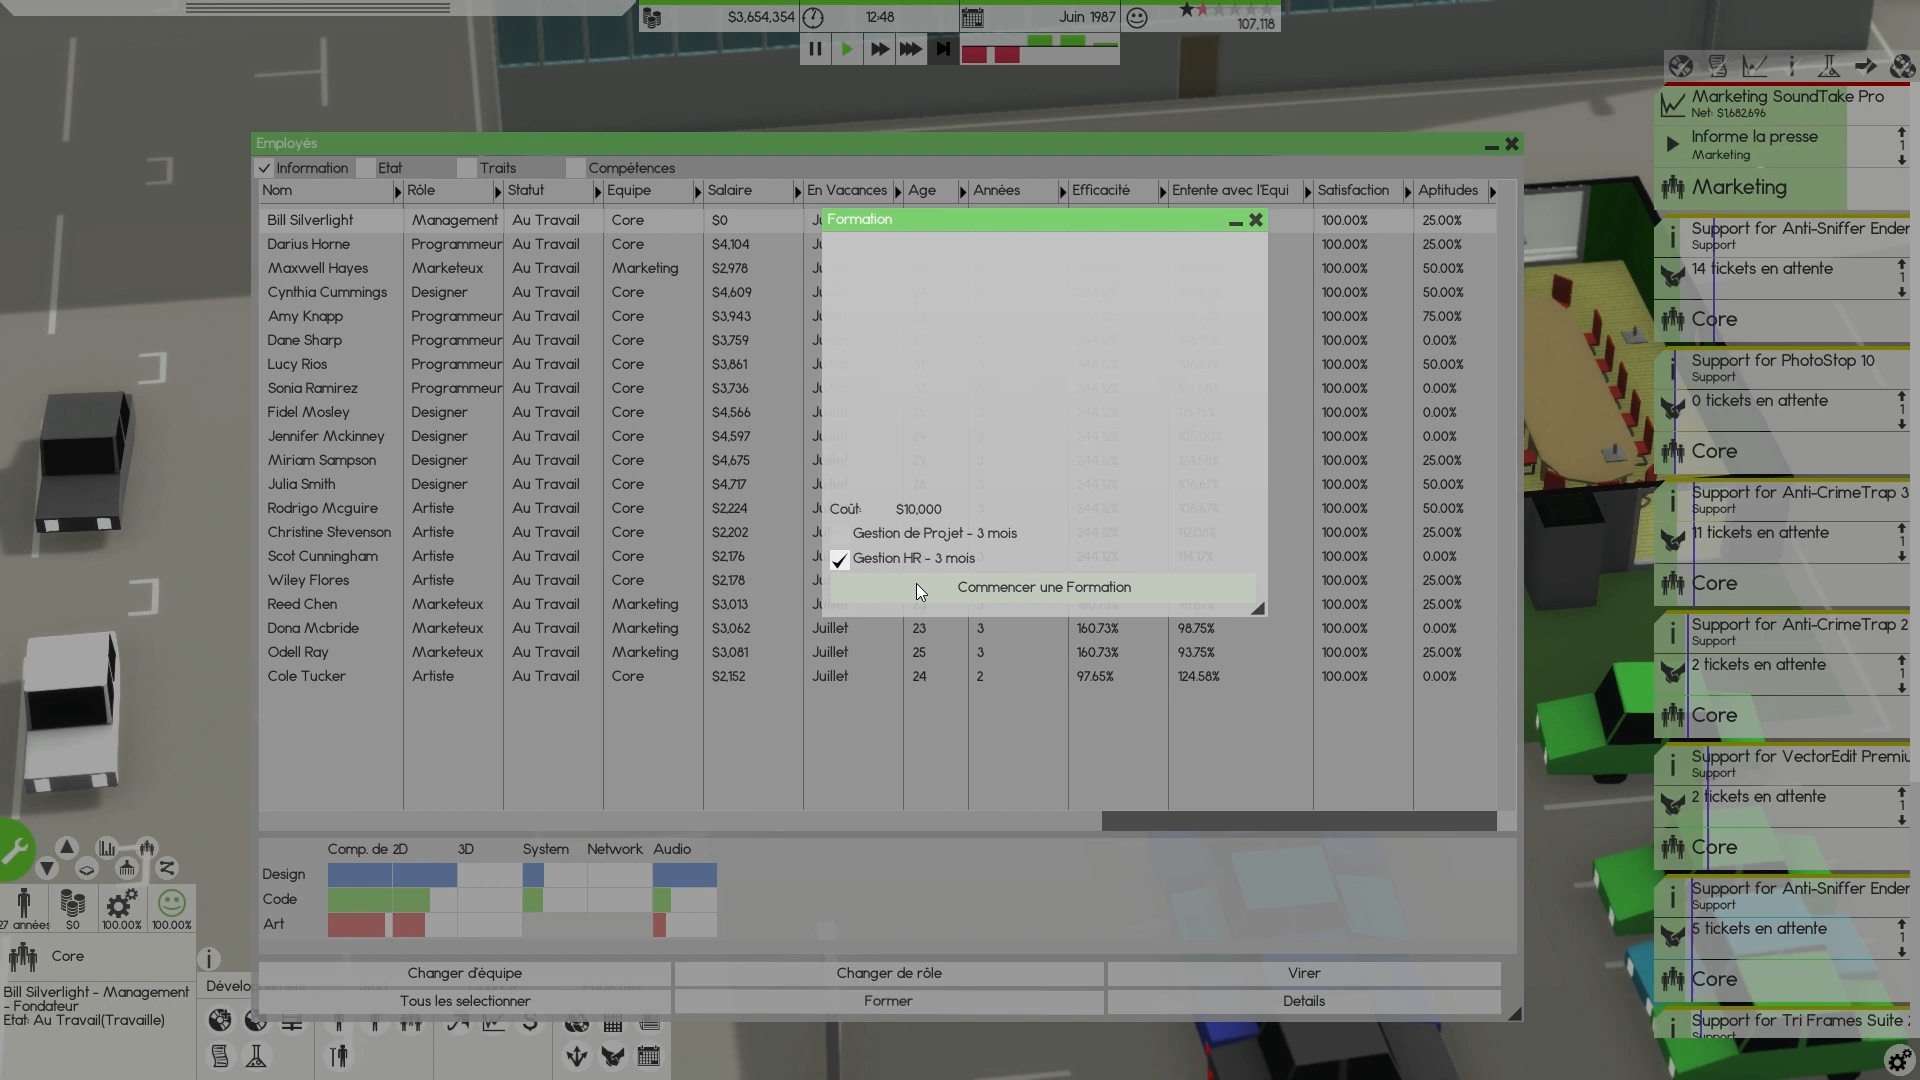 $3,654,354
12:48
Juin 1987
107,118
Employés
Information
Etat
Traits
Compétences
Nom Rôle Statut Equipe Salaire En Vacances Age Années Efficacité Entente avec l'Equi Satisfaction Aptitudes
Bill Silverlight Management Au Travail Core $0 100.00% 25.00%
Darius Horne Programmeur Au Travail Core $4,104 100.00% 25.00%
Maxwell Hayes Marketeux Au Travail Marketing $2,978 100.00% 50.00%
Cynthia Cummings Designer Au Travail Core $4,609 100.00% 50.00%
Amy Knapp Programmeur Au Travail Core $3,943 100.00% 75.00%
Dane Sharp Programmeur Au Travail Core $3,759 100.00% 0.00%
Lucy Rios Programmeur Au Travail Core $3,861 100.00% 50.00%
Sonia Ramirez Programmeur Au Travail Core $3,736 100.00% 0.00%
Fidel Mosley Designer Au Travail Core $4,566 100.00% 0.00%
Jennifer Mckinney Designer Au Travail Core $4,597 100.00% 0.00%
Miriam Sampson Designer Au Travail Core $4,675 100.00% 25.00%
Julia Smith Designer Au Travail Core $4,717 100.00% 50.00%
Rodrigo Mcguire Artiste Au Travail Core $2,224 100.00% 50.00%
Christine Stevenson Artiste Au Travail Core $2,202 100.00% 25.00%
Scot Cunningham Artiste Au Travail Core $2,176 100.00% 0.00%
Wiley Flores Artiste Au Travail Core $2,178 100.00% 25.00%
Reed Chen Marketeux Au Travail Marketing $3,013 100.00% 25.00%
Dona Mcbride Marketeux Au Travail Marketing $3,062 Juillet 23 3 160.73% 98.75% 100.00% 0.00%
Odell Ray Marketeux Au Travail Marketing $3,081 Juillet 25 3 160.73% 93.75% 100.00% 25.00%
Cole Tucker Artiste Au Travail Core $2,152 Juillet 24 2 97.65% 124.58% 100.00% 0.00%
Formation
Coût: $10,000
Gestion de Projet - 3 mois
Gestion HR - 3 mois
Commencer une Formation
Comp. de 2D 3D System Network Audio
Design
Code
Art
Changer d'équipe
Changer de rôle
Virer
Tous les selectionner
Former
Details
27 années
$0
100.00%
100.00%
Core
Bill Silverlight - Management
- Fondateur
Etat: Au Travail(Travaille)
Dévelo
Marketing SoundTake Pro
Net: $1,682,696
Informe la presse
Marketing
1
Marketing
Support for Anti-Sniffer Ender
Support
14 tickets en attente
1
Core
Support for PhotoStop 10
Support
0 tickets en attente
1
Core
Support for Anti-CrimeTrap 3
Support
11 tickets en attente
1
Core
Support for Anti-CrimeTrap 2
Support
2 tickets en attente
1
Core
Support for VectorEdit Premiu
Support
2 tickets en attente
1
Core
Support for Anti-Sniffer Ender
Support
5 tickets en attente
1
Core
Support for Tri Frames Suite
Support